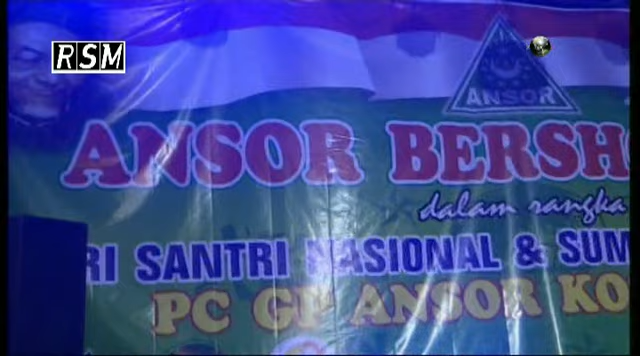 RSM
ANSOR
ANSOR BERSH
dalam rangka
RI SANTRI NASIONAL & SUM
PC GP ANSOR KO